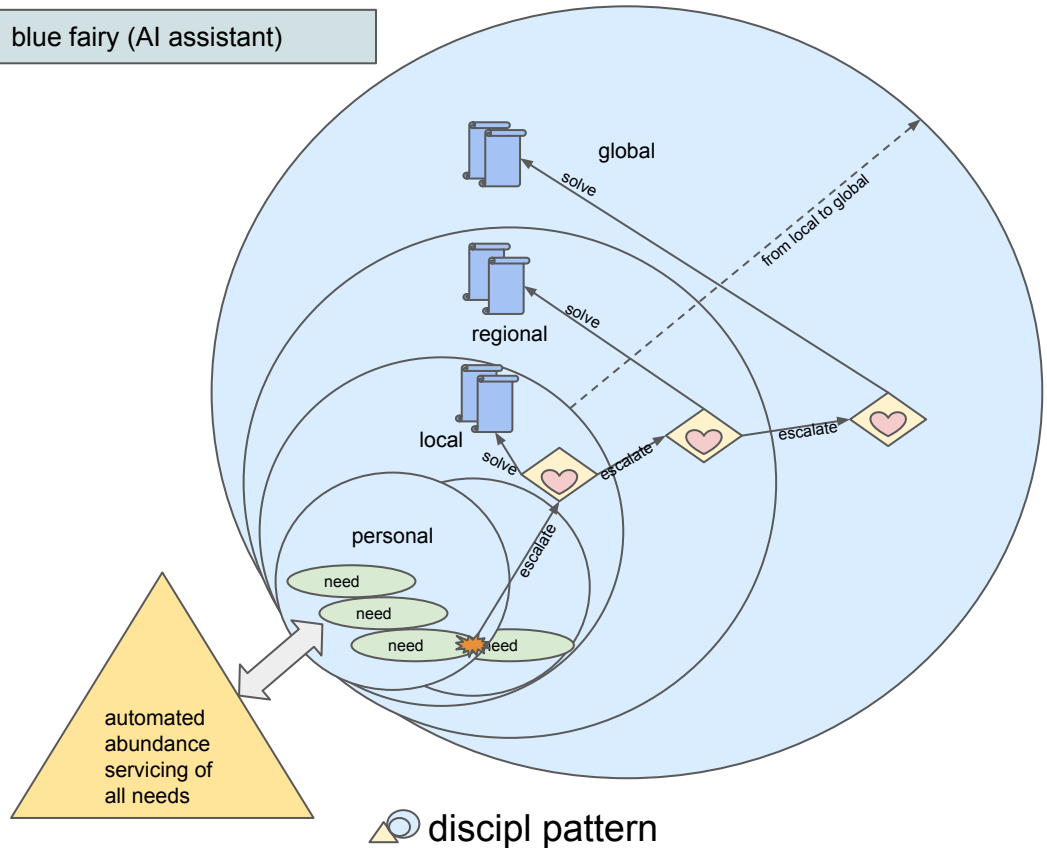 blue fairy (AI assistant)
global
solve
from local to global
solve
regional
escalate
escalate
local
solve
escalate
personal
need
need
need
need
automated
abundance
servicing of
all needs
discipl pattern